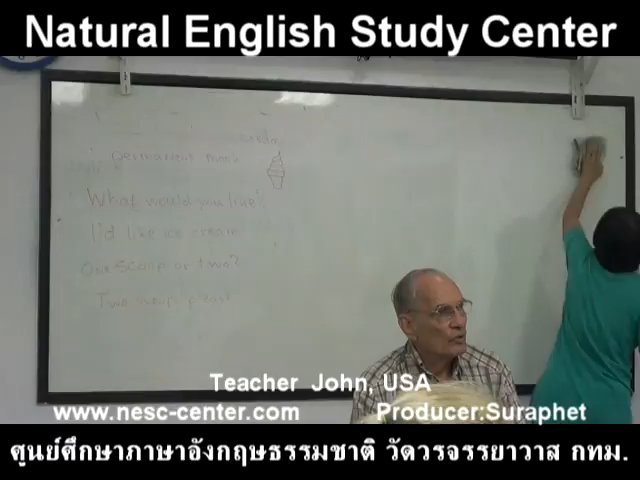 Natural English Study Center
What would you like?
I'd like ice cream
One scoop or two?
Two scoops please
Teacher John, USA
www.nesc-center.com Producer:Suraphet
ศูนย์ศึกษาภาษาอังกฤษธรรมชาติ วัดวรจรรยาวาส กทม.